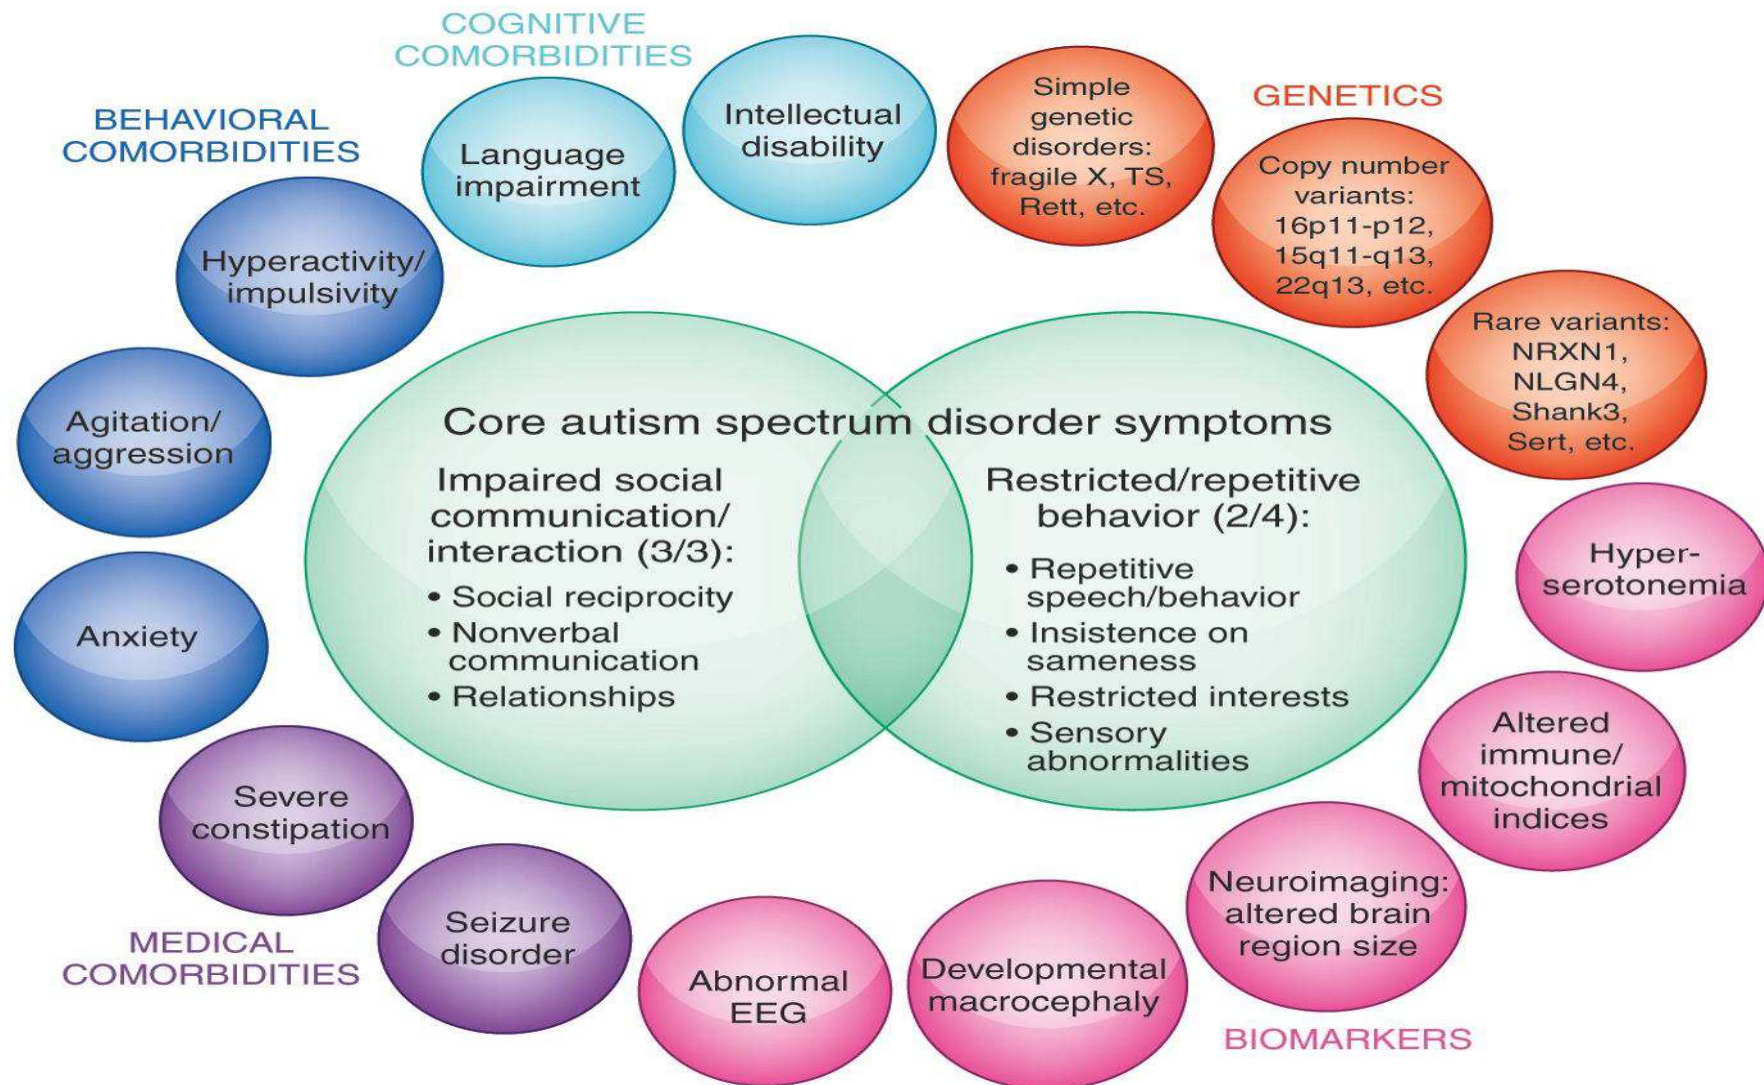 COGNITIVE
COMORBIDITIES
BEHAVIORAL
COMORBIDITIES
GENETICS
Language
impairment
Intellectual
disability
Simple
genetic
disorders:
fragile X, TS,
Rett, etc.
Copy number
variants:
16p11-p12,
15q11-q13,
22q13, etc.
Rare variants:
NRXN1,
NLGN4,
Shank3,
Sert, etc.
Hyperactivity/
impulsivity
Agitation/
aggression
Anxiety
Core autism spectrum disorder symptoms
Impaired social
communication/
interaction (3/3):
• Social reciprocity
• Nonverbal
communication
• Relationships
Restricted/repetitive
behavior (2/4):
• Repetitive
speech/behavior
• Insistence on
sameness
• Restricted interests
• Sensory
abnormalities
Hyper-
serotonemia
Altered
immune/
mitochondrial
indices
Neuroimaging:
altered brain
region size
Developmental
macrocephaly
Abnormal
EEG
BIOMARKERS
Severe
constipation
Seizure
disorder
MEDICAL
COMORBIDITIES